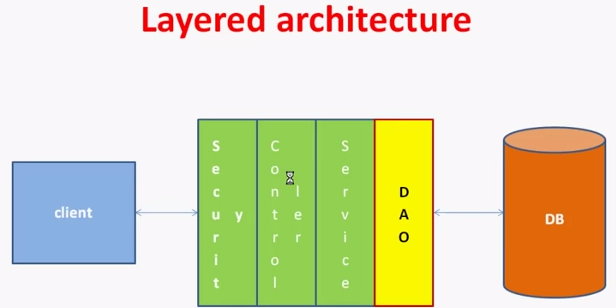 Layered architecture
client
Security
Controller
Service
DAO
DB